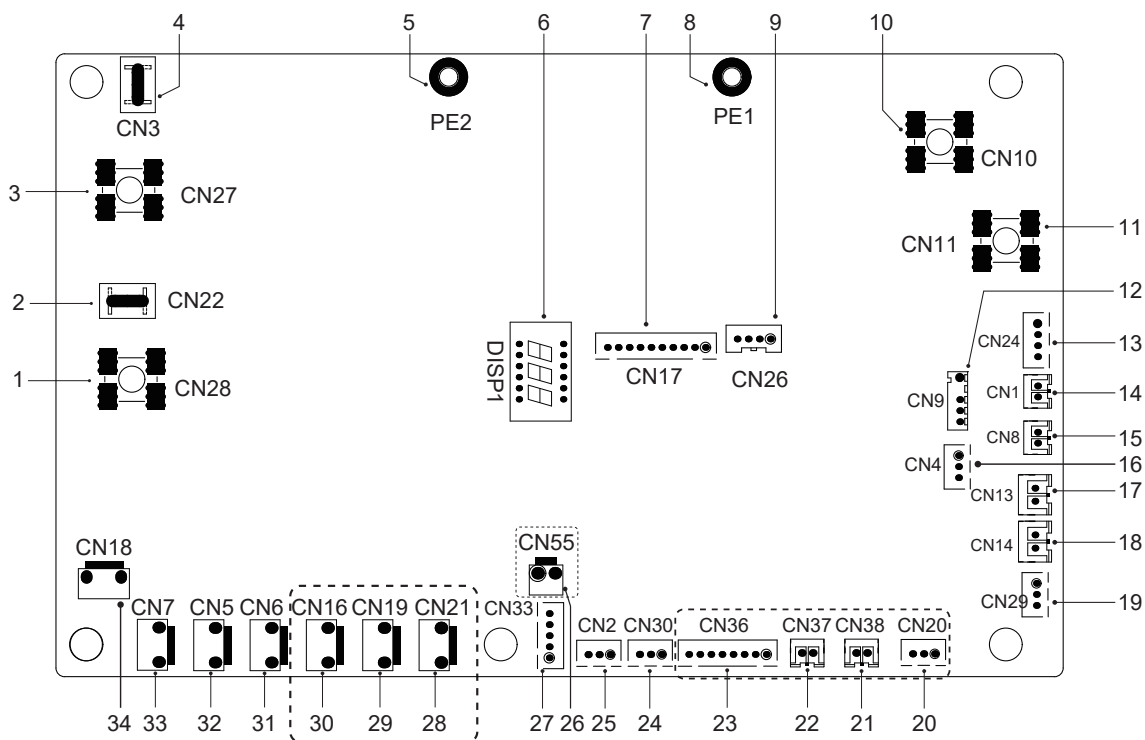 4 5 6 7 8 9 10
CN3 PE2 PE1
CN10
3 CN27
CN11 11
12
2 CN22
CN24 13
DISP1 CN17 CN26
1 CN28
CN9 CN1 14
CN8 15
CN4 16
CN13 17
CN14 18
CN18 CN55
CN29 19
CN7 CN5 CN6 CN16 CN19 CN21 CN33 CN2 CN30 CN36 CN37 CN38 CN20
34 33 32 31 30 29 28 27 26 25 24 23 22 21 20